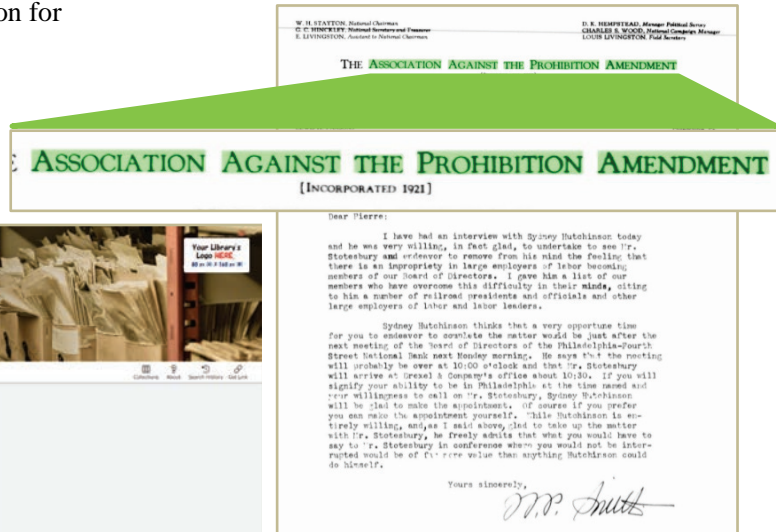 on for
W. H. STAYTON, National Chairman
G. C. HINCKLEY, National Secretary and Treasurer
E. LIVINGSTON, Assistant to National Chairman
D. R. HEMPSTEAD, Manager Political Survey
CHARLES S. WOOD, National Campaign Manager
LOUIS LIVINGSTON, Field Secretary
THE ASSOCIATION AGAINST THE PROHIBITION AMENDMENT
ASSOCIATION AGAINST THE PROHIBITION AMENDMENT
[INCORPORATED 1921]
Your Library's
Logo HERE.
Collections About Search History Get Link
Dear Pierre:
I have had an interview with Sydney Hutchinson today
and he was very willing, in fact glad, to undertake to see Mr.
Stotesbury and endeavor to remove from his mind the feeling that
there is an impropriety in large employers of labor becoming
members of our Board of Directors. I gave him a list of our
members who have overcome this difficulty in their minds, citing
to him a number of railroad presidents and officials and other
large employers of labor and labor leaders.
Sydney Hutchinson thinks that a very opportune time
for you to endeavor to complete the matter would be just after the
next meeting of the Board of Directors of the Philadelphia-Fourth
Street National Bank next Monday morning. He says that the meeting
will probably be over at 10:00 o'clock and that Mr. Stotesbury
will arrive at Drexel & Company's office about 10:30. If you will
signify your ability to be in Philadelphia at the time named and
your willingness to call on Mr. Stotesbury, Sydney Hutchinson
will be glad to make the appointment. Of course if you prefer
you can make the appointment yourself. While Hutchinson is en-
tirely willing, and, as I said above, glad to take up the matter
with Mr. Stotesbury, he freely admits that what you would have to
say to Mr. Stotesbury in conference where you would not be inter-
rupted would be of far more value than anything Hutchinson could
do himself.
Yours sincerely,